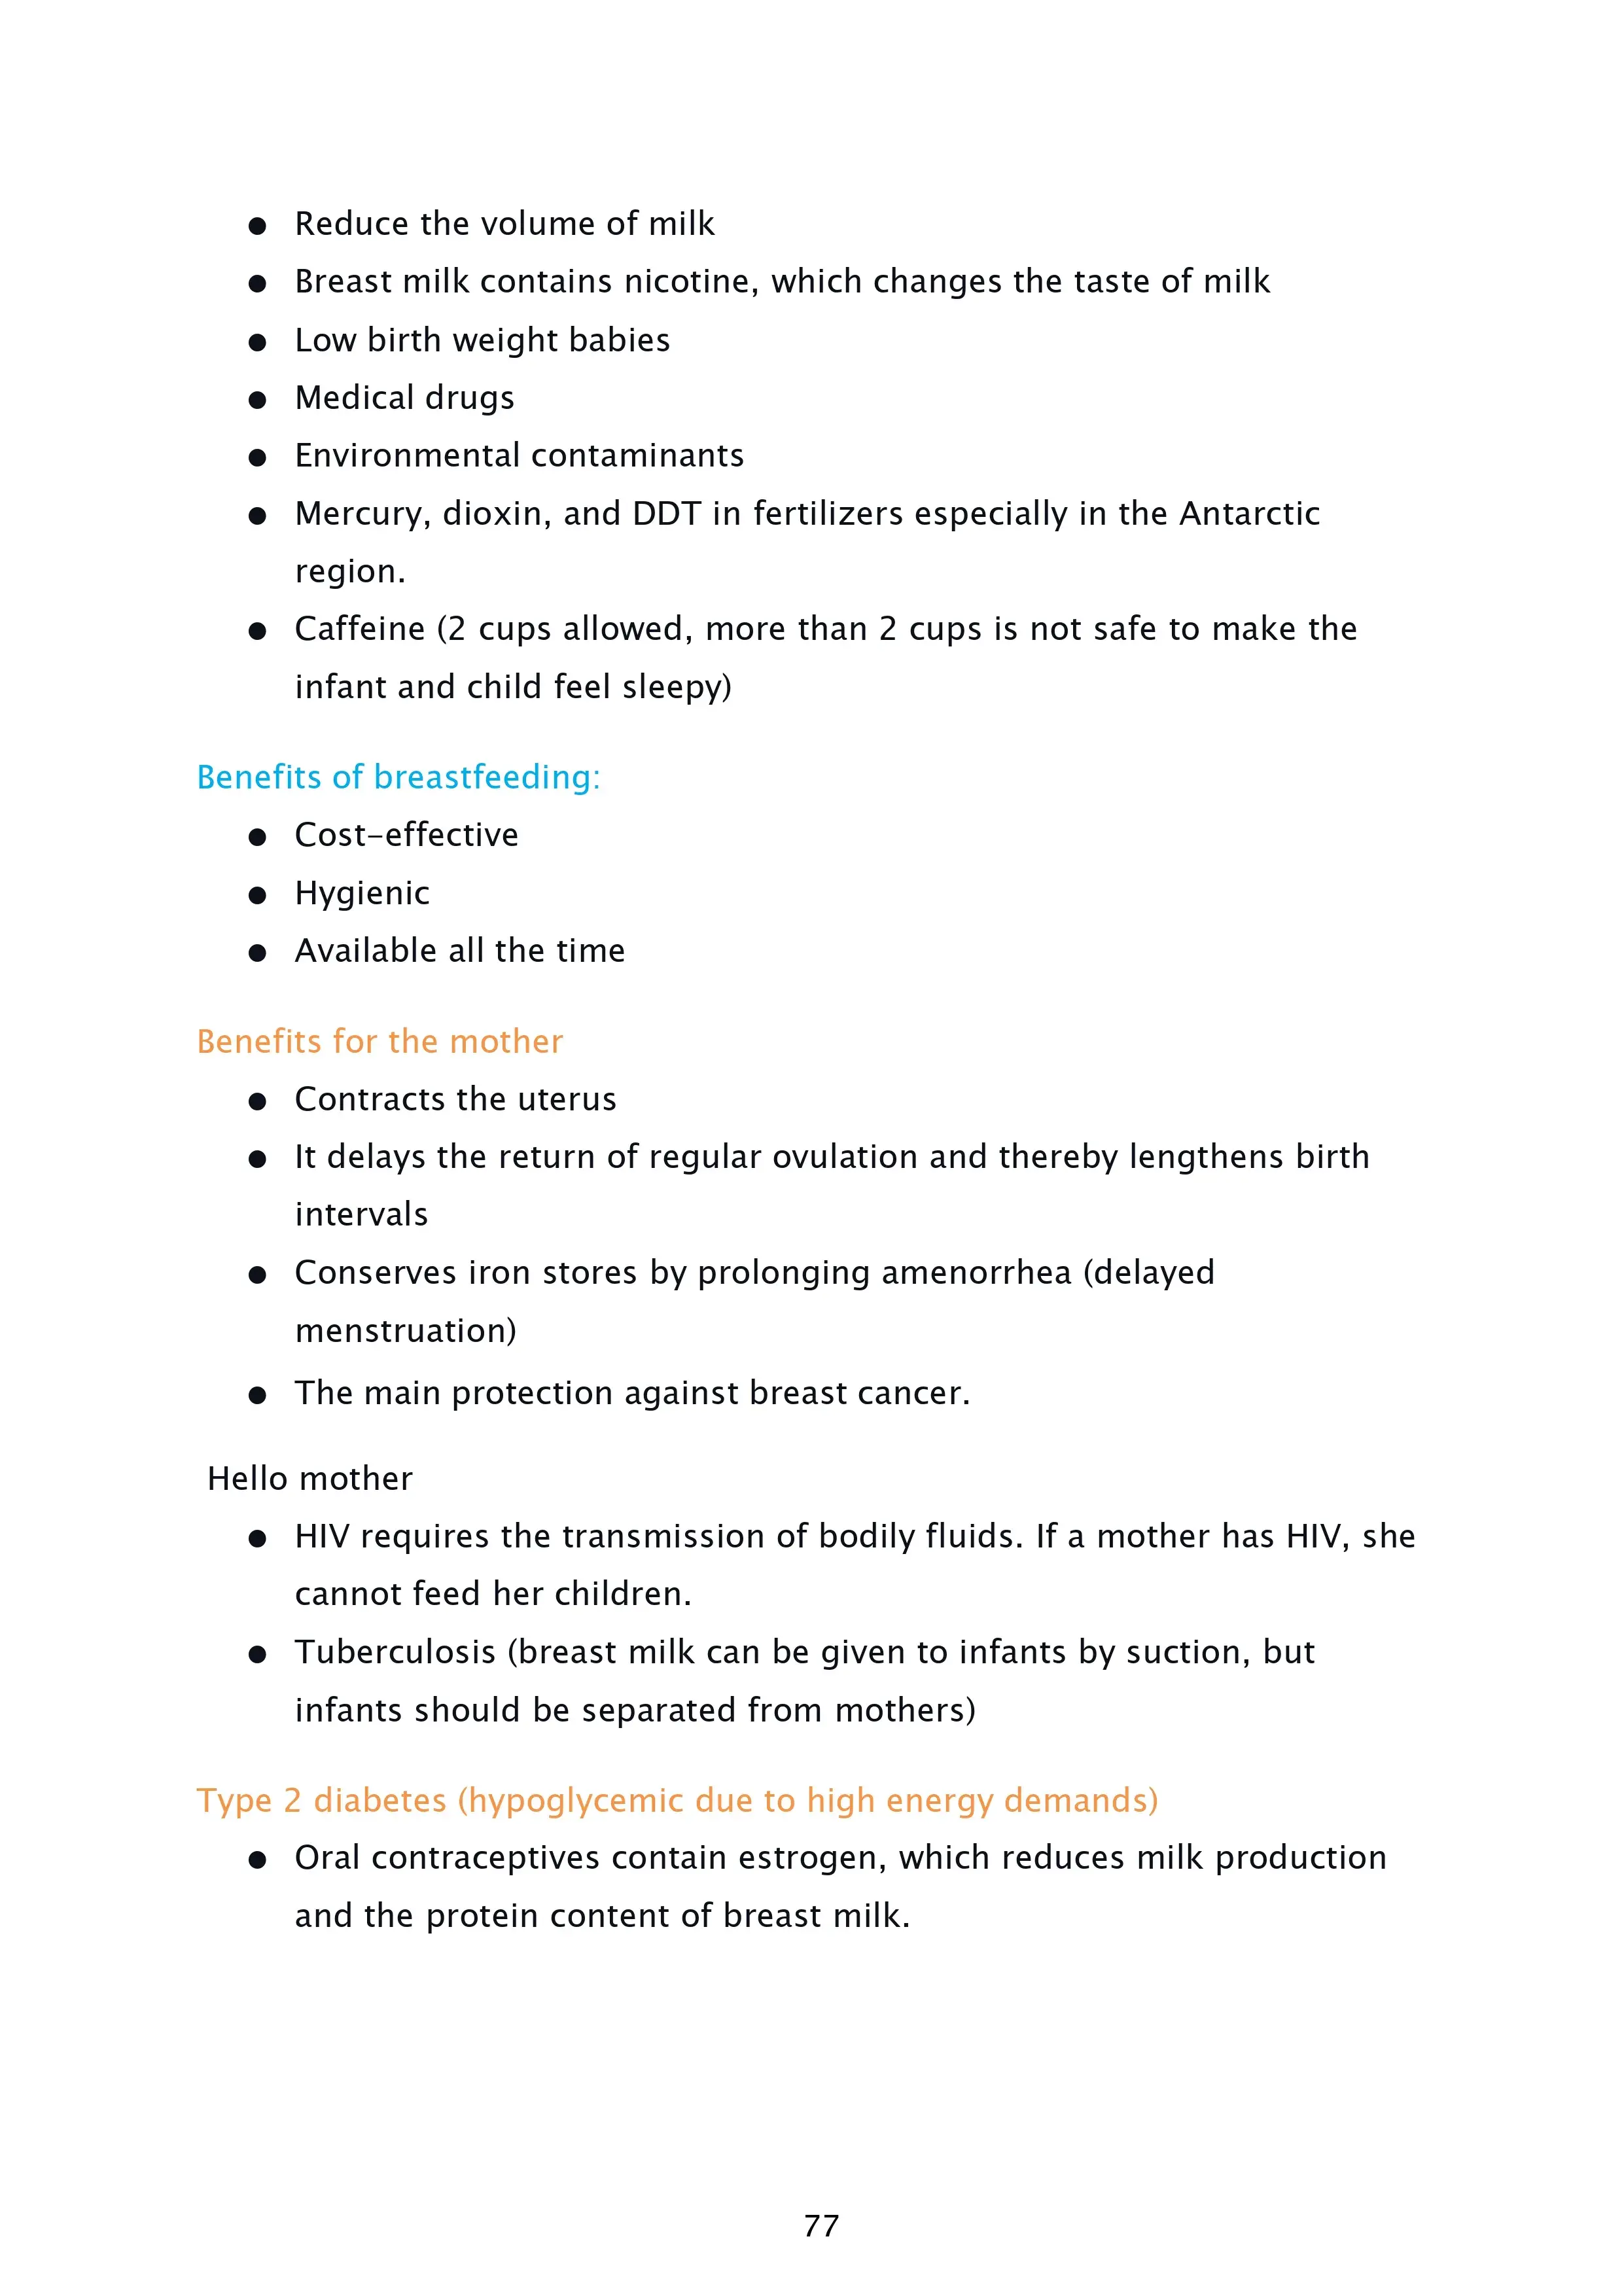 ● Reduce the volume of milk
● Breast milk contains nicotine, which changes the taste of milk
● Low birth weight babies
● Medical drugs
● Environmental contaminants
● Mercury, dioxin, and DDT in fertilizers especially in the Antarctic
region.
● Caffeine (2 cups allowed, more than 2 cups is not safe to make the
infant and child feel sleepy)
Benefits of breastfeeding:
● Cost-effective
● Hygienic
● Available all the time
Benefits for the mother
● Contracts the uterus
● It delays the return of regular ovulation and thereby lengthens birth
intervals
● Conserves iron stores by prolonging amenorrhea (delayed
menstruation)
● The main protection against breast cancer.
Hello mother
● HIV requires the transmission of bodily fluids. If a mother has HIV, she
cannot feed her children.
● Tuberculosis (breast milk can be given to infants by suction, but
infants should be separated from mothers)
Type 2 diabetes (hypoglycemic due to high energy demands)
● Oral contraceptives contain estrogen, which reduces milk production
and the protein content of breast milk.
77